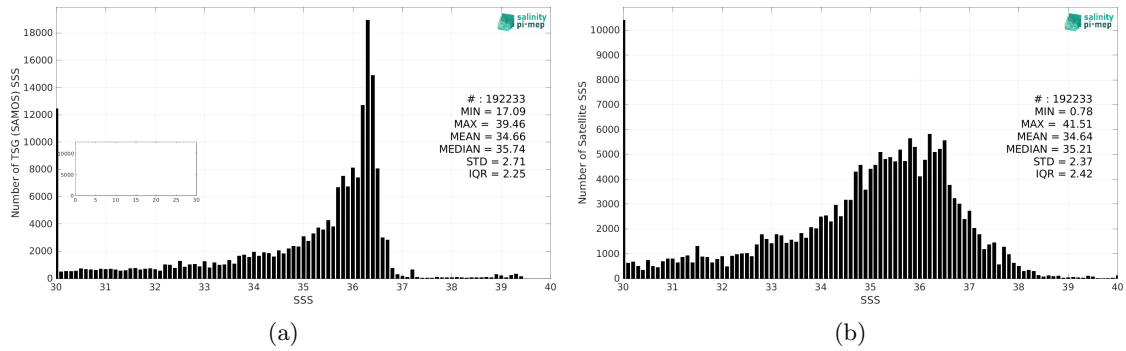 salinity
pi-mep
Number of TSG (SAMOS) SSS
18000
16000
14000
12000
10000
8000
6000
4000
2000
0
# : 192233
MIN = 17.09
MAX = 39.46
MEAN = 34.66
MEDIAN = 35.74
STD = 2.71
IQR = 2.25
10000
5000
0
0 5 10 15 20 25 30
30 31 32 33 34 35 36 37 38 39 40
SSS
(a)
salinity
pi-mep
Number of Satellite SSS
10000
9000
8000
7000
6000
5000
4000
3000
2000
1000
0
# : 192233
MIN = 0.78
MAX = 41.51
MEAN = 34.64
MEDIAN = 35.21
STD = 2.37
IQR = 2.42
30 31 32 33 34 35 36 37 38 39 40
SSS
(b)